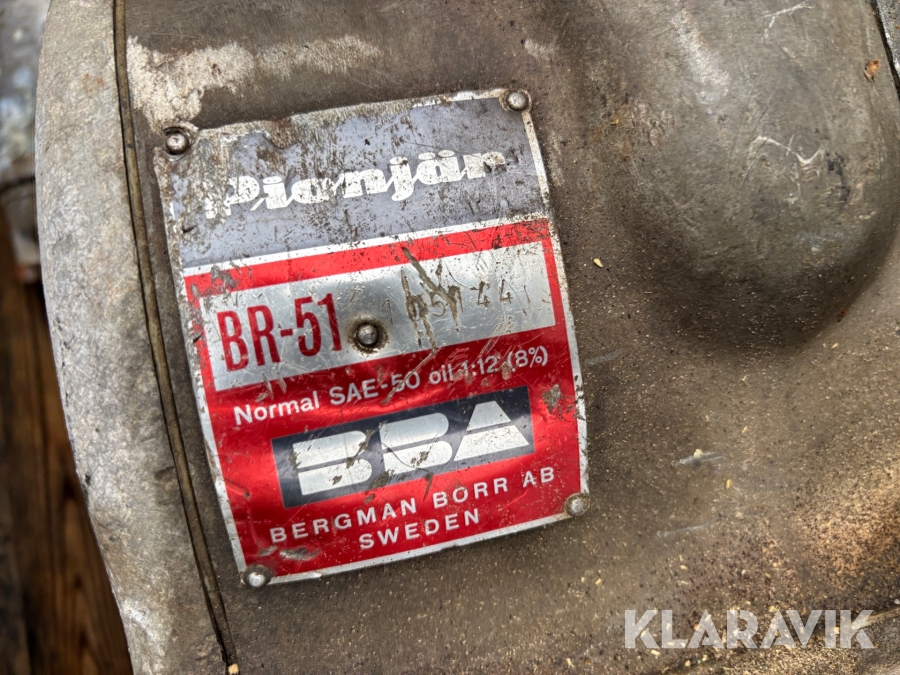 Pionjär
BR-51
Normal SAE-50 oil 1:12 (8%)
BBA
BERGMAN BORR AB
SWEDEN
KLARAVIK